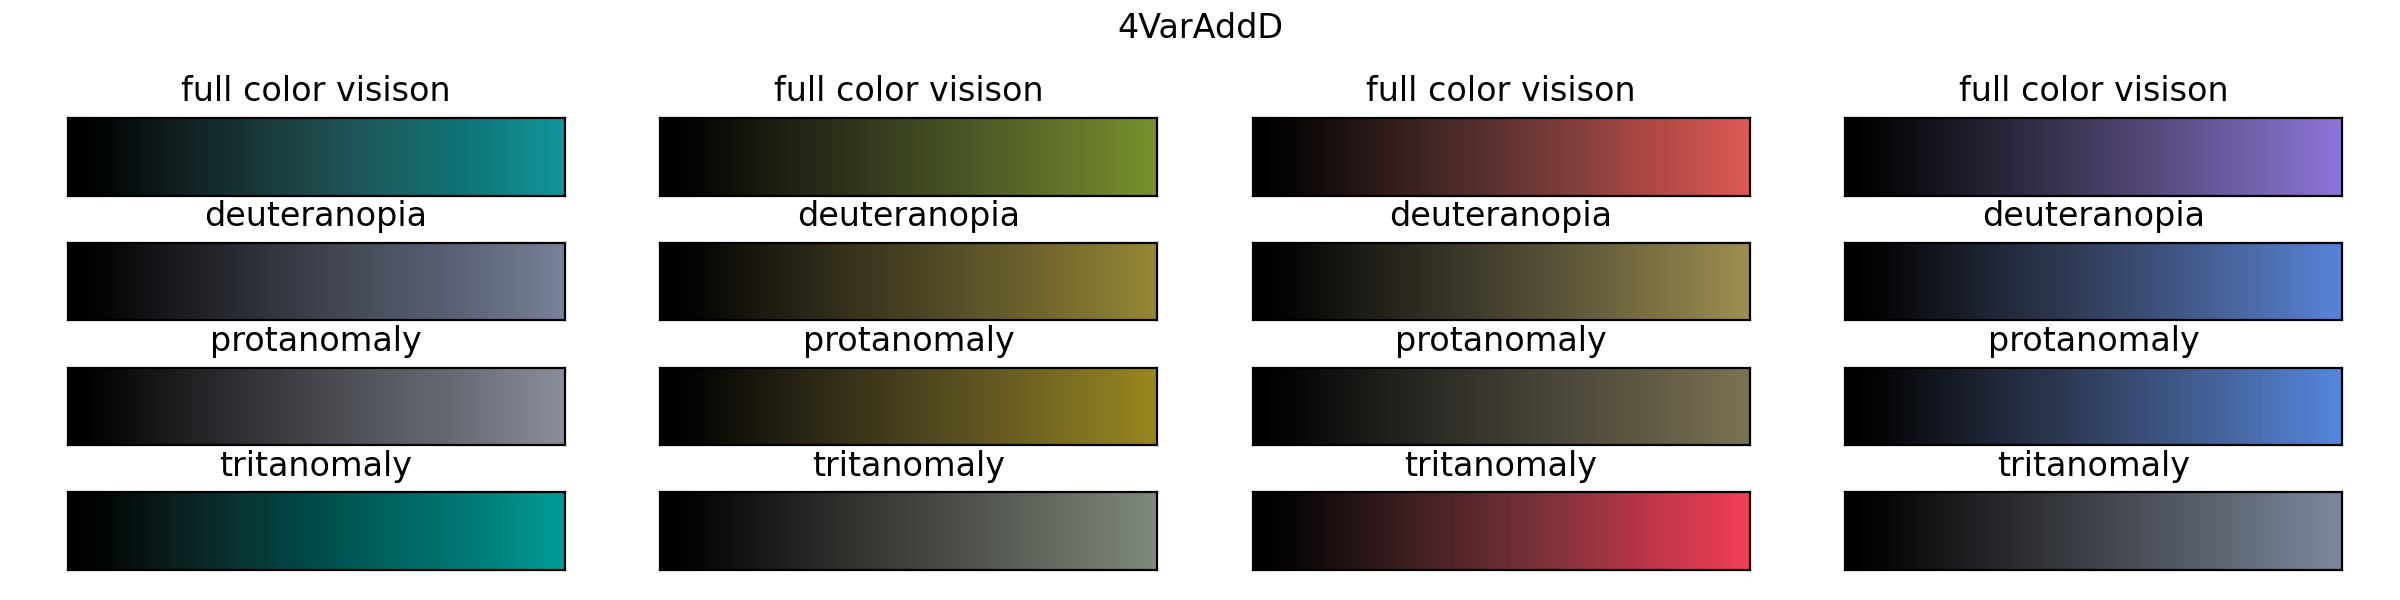 4VarAddD
full color visison full color visison full color visison full color visison
deuteranopia deuteranopia deuteranopia deuteranopia
protanomaly protanomaly protanomaly protanomaly
tritanomaly tritanomaly tritanomaly tritanomaly